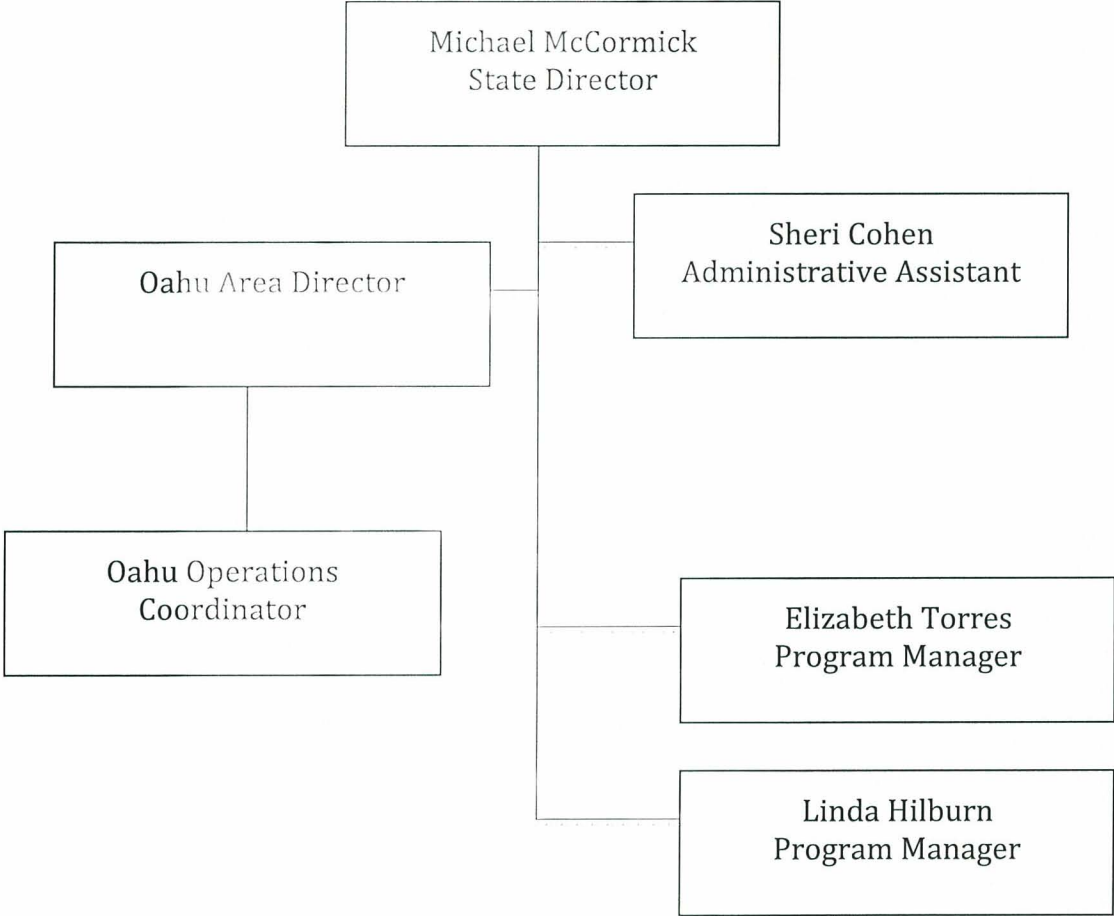 Michael McCormick
State Director
Sheri Cohen
Administrative Assistant
Oahu Area Director
Oahu Operations
Coordinator
Elizabeth Torres
Program Manager
Linda Hilburn
Program Manager